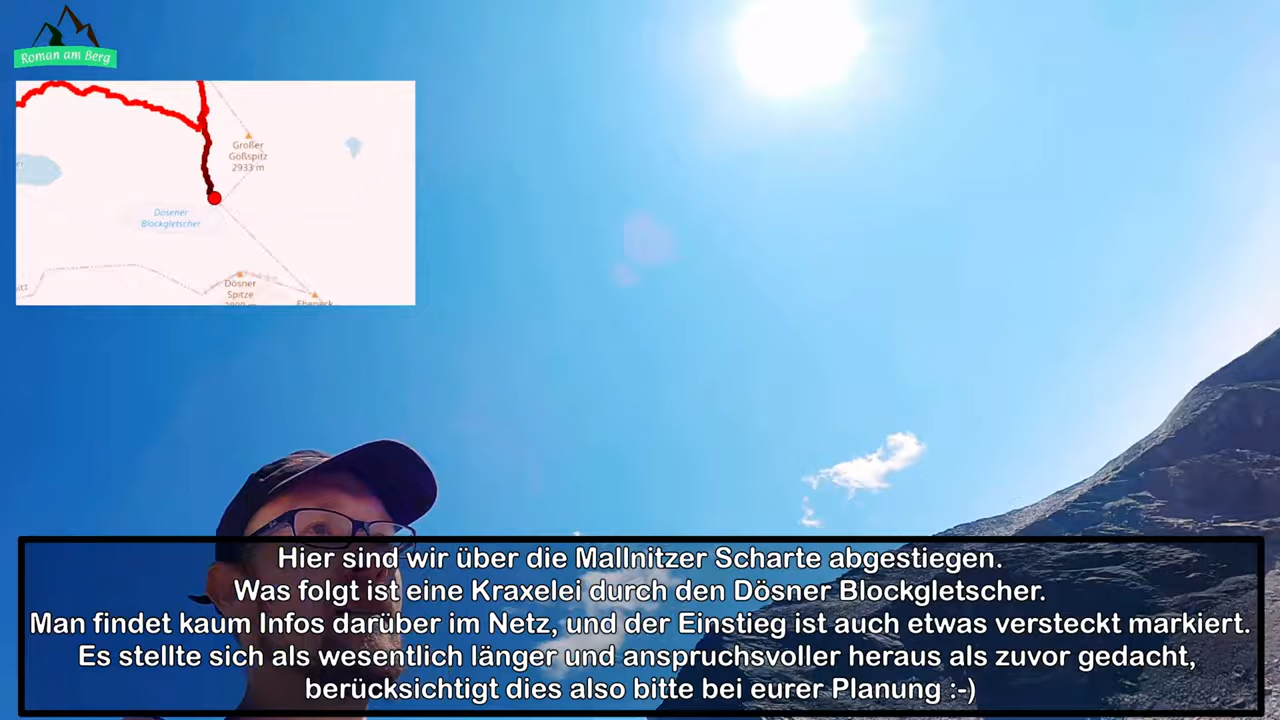 Roman am Berg
Großer
Gößspitz
2933 m
Dösener
Blockgletscher
Dösner
Spitze
Hier sind wir über die Mallnitzer Scharte abgestiegen.
Was folgt ist eine Kraxelei durch den Dösner Blockgletscher.
Man findet kaum Infos darüber im Netz, und der Einstieg ist auch etwas versteckt markiert.
Es stellte sich als wesentlich länger und anspruchsvoller heraus als zuvor gedacht,
berücksichtigt dies also bitte bei eurer Planung :-)